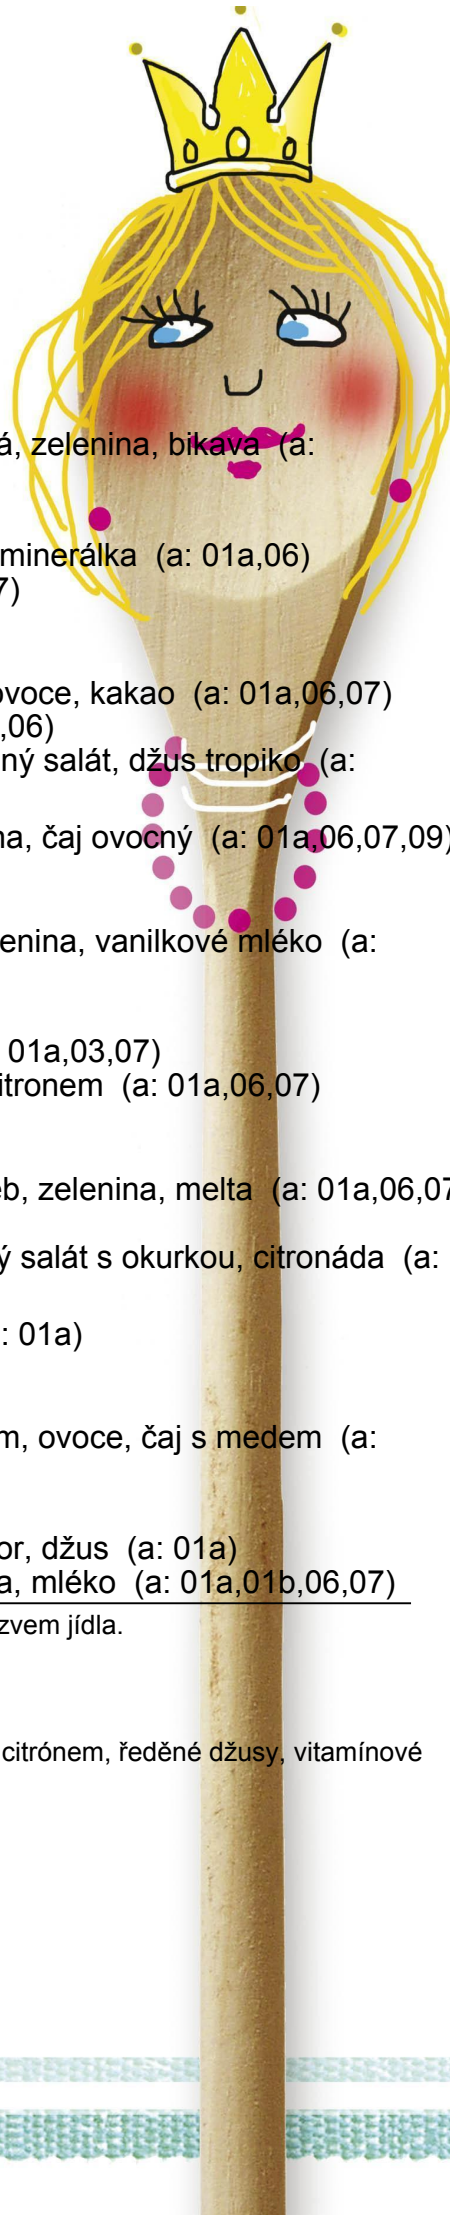 á, zelenina, bikava (a:
minerálka (a: 01a,06)
7)
ovoce, kakao (a: 01a,06,07)
,06)
ný salát, džus tropiko (a:
na, čaj ovocný (a: 01a,06,07,09)
enina, vanilkové mléko (a:
01a,03,07)
itronem (a: 01a,06,07)
éb, zelenina, melta (a: 01a,06,07
ý salát s okurkou, citronáda (a:
: 01a)
m, ovoce, čaj s medem (a:
or, džus (a: 01a)
a, mléko (a: 01a,01b,06,07)
zvem jídla.
citrónem, ředěné džusy, vitamínové